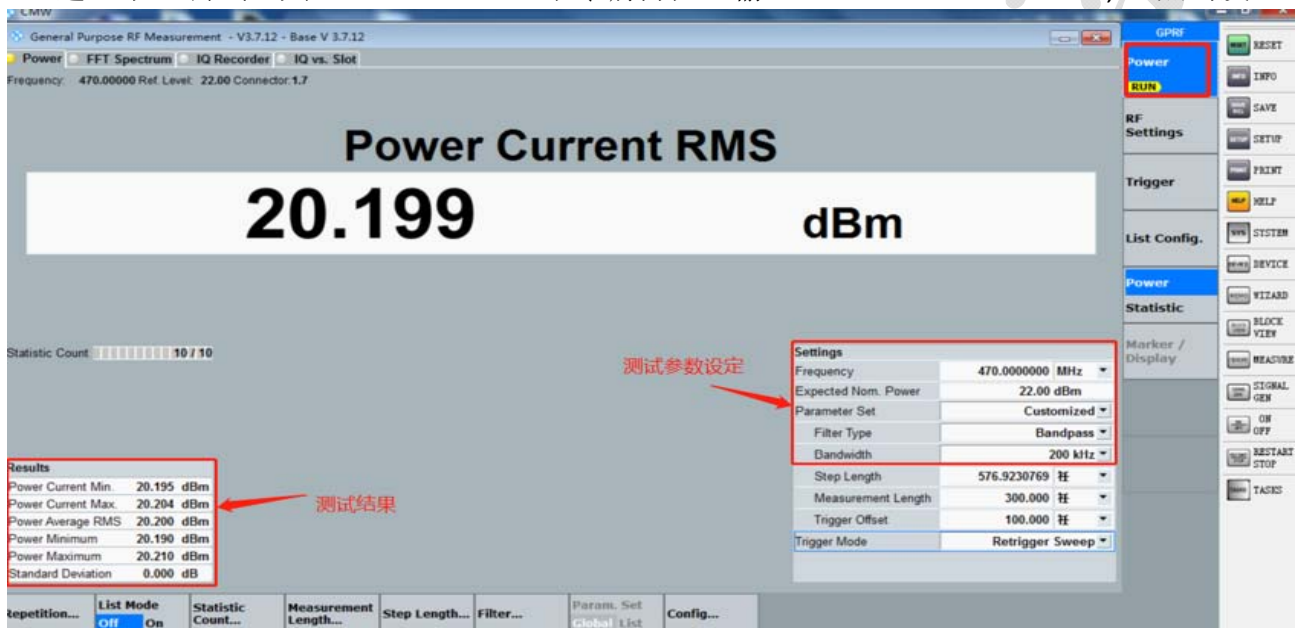 CMW
General Purpose RF Measurement - V3.7.12 - Base V 3.7.12
Power FFT Spectrum IQ Recorder IQ vs. Slot
Frequency: 470.00000 Ref. Level: 22.00 Connector: 1.7
Power Current RMS
20.199 dBm
Statistic Count 10 / 10
测试参数设定
Settings
Frequency 470.0000000 MHz
Expected Nom. Power 22.00 dBm
Parameter Set Customized
Filter Type Bandpass
Bandwidth 200 kHz
Step Length 576.9230769
Measurement Length 300.000
Trigger Offset 100.000
Trigger Mode Retrigger Sweep
测试结果
Results
Power Current Min. 20.195 dBm
Power Current Max. 20.204 dBm
Power Average RMS 20.200 dBm
Power Minimum 20.190 dBm
Power Maximum 20.210 dBm
Standard Deviation 0.000 dB
Repetition...
List Mode
Off On
Statistic
Count...
Measurement
Length...
Step Length...
Filter...
Param. Set
Global List
Config...
GPRF
Power
RUN
RF
Settings
Trigger
List Config.
Power
Statistic
Marker /
Display
RESET
INFO
SAVE
SETUP
PRINT
HELP
SYSTEM
DEVICE
WIZARD
BLOCK
VIEW
MEASURE
SIGNAL
GEN
ON
OFF
RESTART
STOP
TASKS